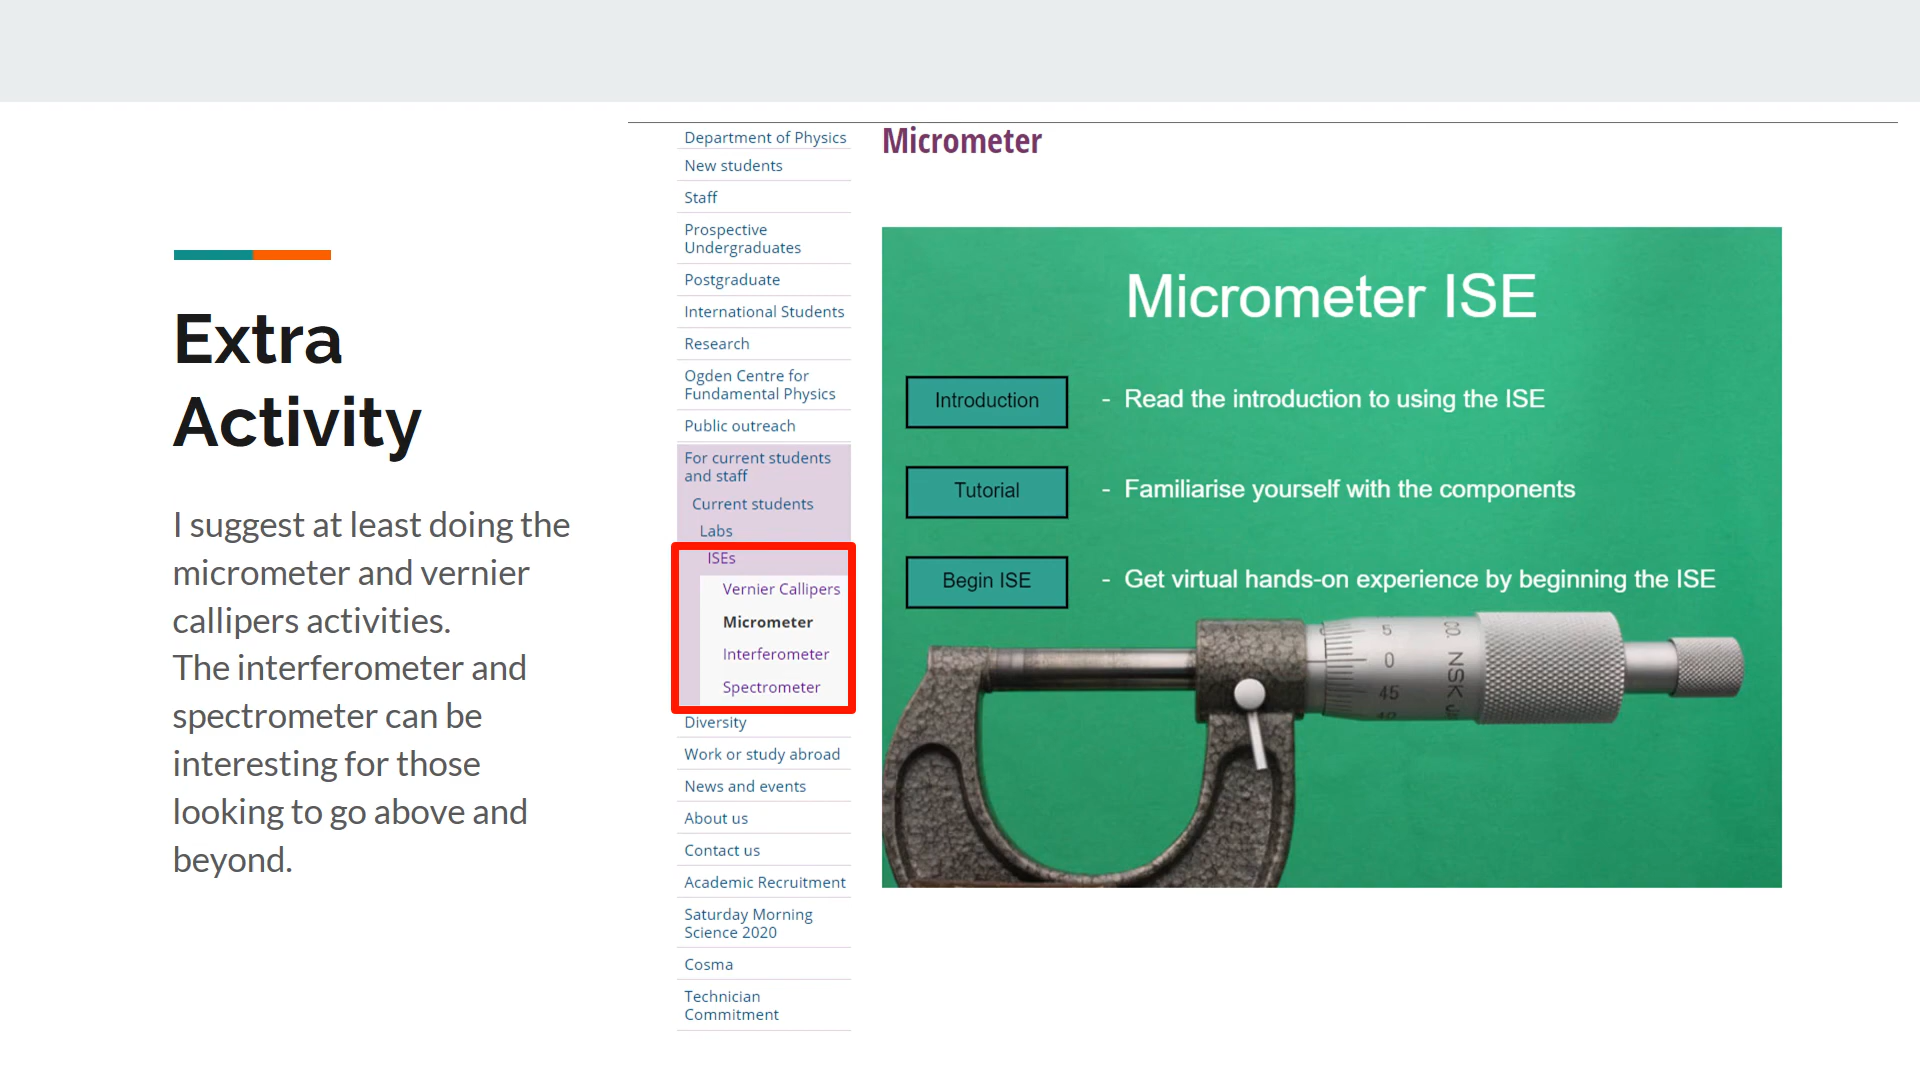 Extra
Activity
I suggest at least doing the
micrometer and vernier
callipers activities.
The interferometer and
spectrometer can be
interesting for those
looking to go above and
beyond.
Department of Physics
New students
Staff
Prospective
Undergraduates
Postgraduate
International Students
Research
Ogden Centre for
Fundamental Physics
Public outreach
For current students
and staff
Current students
Labs
ISEs
Vernier Callipers
Micrometer
Interferometer
Spectrometer
Diversity
Work or study abroad
News and events
About us
Contact us
Academic Recruitment
Saturday Morning
Science 2020
Cosma
Technician
Commitment
Micrometer
Micrometer ISE
Introduction - Read the introduction to using the ISE
Tutorial - Familiarise yourself with the components
Begin ISE - Get virtual hands-on experience by beginning the ISE
5
0
45
NSK